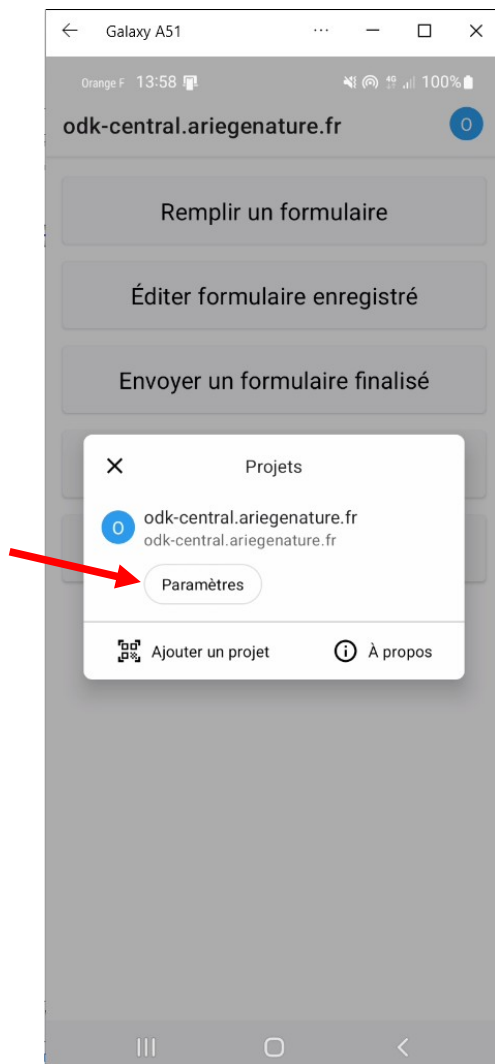 Galaxy A51
Orange F 13:58 100%
odk-central.ariegenature.fr O
Remplir un formulaire
Éditer formulaire enregistré
Envoyer un formulaire finalisé
Projets
O odk-central.ariegenature.fr
odk-central.ariegenature.fr
Paramètres
Ajouter un projet À propos